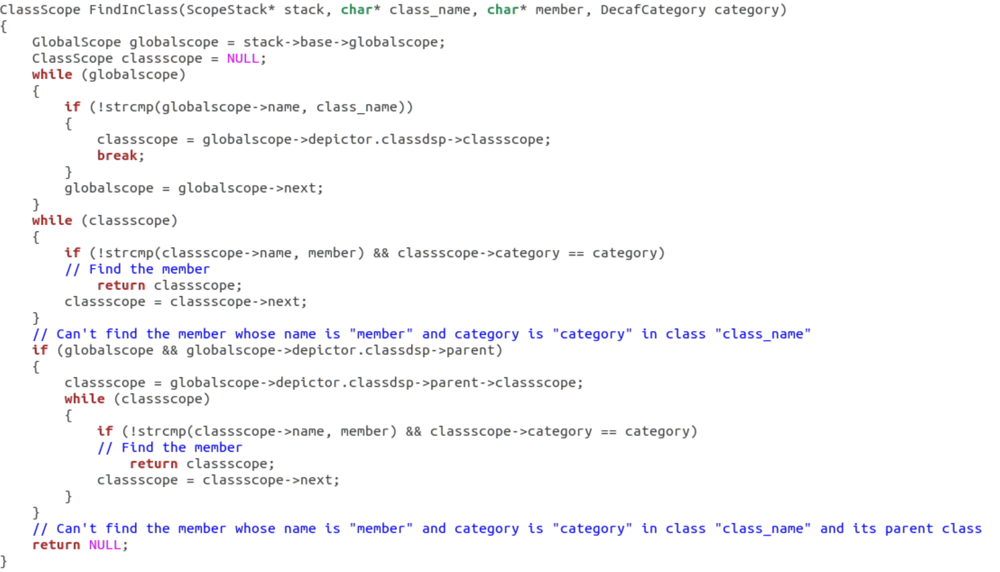 ClassScope FindInClass(ScopeStack* stack, char* class_name, char* member, DecafCategory category)
{
    GlobalScope globalscope = stack->base->globalscope;
    ClassScope classscope = NULL;
    while (globalscope)
    {
        if (!strcmp(globalscope->name, class_name))
        {
            classscope = globalscope->depictor.classdsp->classscope;
            break;
        }
        globalscope = globalscope->next;
    }
    while (classscope)
    {
        if (!strcmp(classscope->name, member) && classscope->category == category)
        // Find the member
            return classscope;
        classscope = classscope->next;
    }
    // Can't find the member whose name is "member" and category is "category" in class "class_name"
    if (globalscope && globalscope->depictor.classdsp->parent)
    {
        classscope = globalscope->depictor.classdsp->parent->classscope;
        while (classscope)
        {
            if (!strcmp(classscope->name, member) && classscope->category == category)
            // Find the member
                return classscope;
            classscope = classscope->next;
        }
    }
    // Can't find the member whose name is "member" and category is "category" in class "class_name" and its parent class
    return NULL;
}